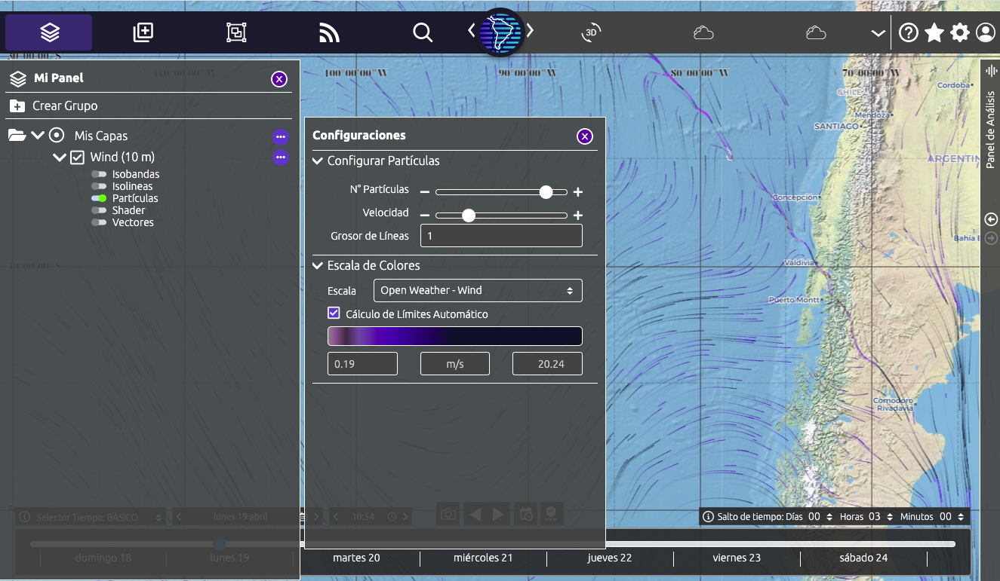 3D
30°00'00"S
110°00'00"W
100°00'00"W
90°00'00"W
80°00'00"W
70°00'00"W
Mi Panel
Crear Grupo
Mis Capas
Wind (10 m)
Isobandas
Isolineas
Partículas
Shader
Vectores
40°00'00"S
Configuraciones
Configurar Partículas
N° Partículas
Velocidad
Grosor de Líneas
1
Escala de Colores
Escala
Open Weather - Wind
Cálculo de Límites Automático
0.19
m/s
20.24
CHILE
Cordoba
Mendoza
SANTIAGO
ARGENTIN
Concepción
Bahía E
Valdivia
Puerto Montt
Comodoro
Rivadavia
Panel de Análisis
Selector Tiempo: BÁSICO
lunes 19 abril
10:54
Salto de tiempo: Días 00 Horas 03 Minutos 00
domingo 18
lunes 19
martes 20
miércoles 21
jueves 22
viernes 23
sábado 24